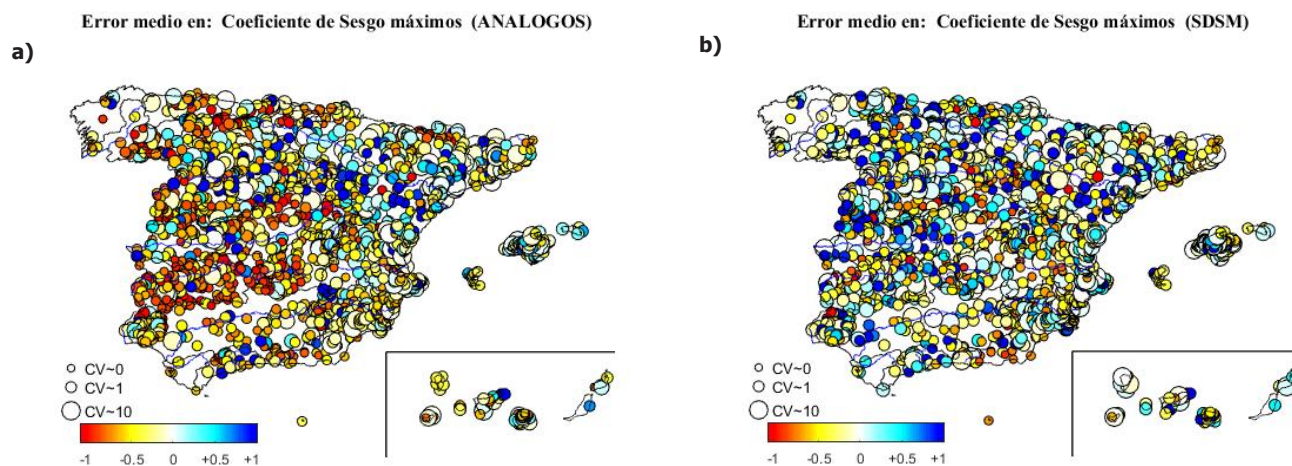 Error medio en: Coeficiente de Sesgo máximos (ANALOGOS)
a)
CV~0
CV~1
CV~10
-1 -0.5 0 +0.5 +1
Error medio en: Coeficiente de Sesgo máximos (SDSM)
b)
CV~0
CV~1
CV~10
-1 -0.5 0 +0.5 +1